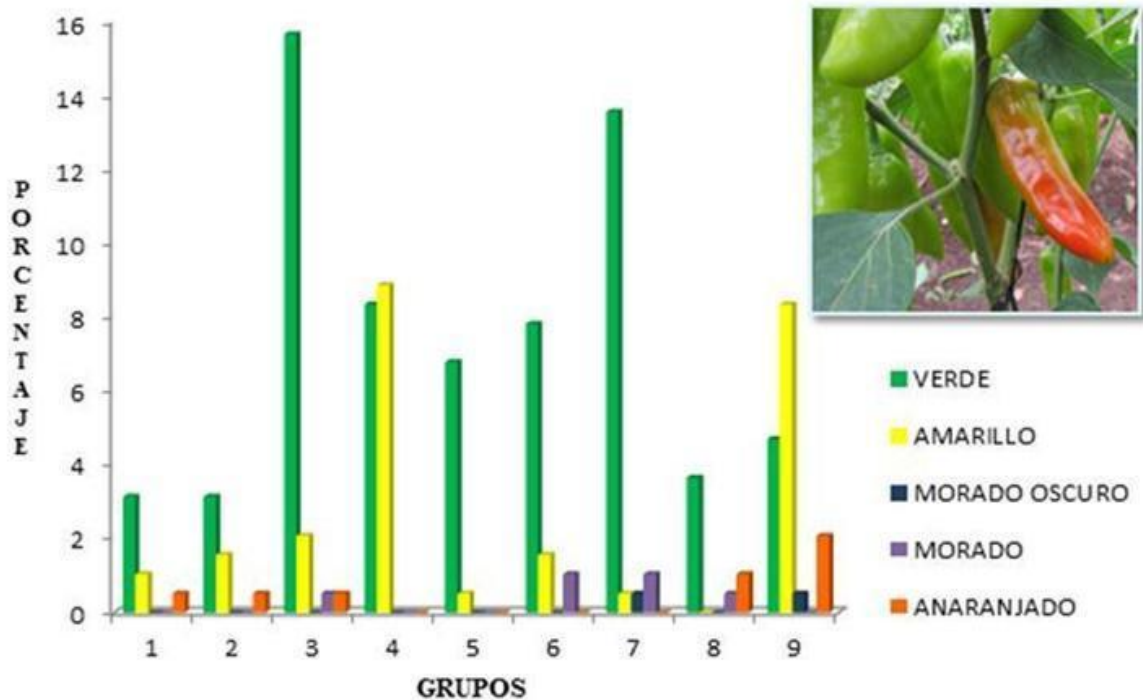 PORCENTAJE
16
14
12
10
8
6
4
2
0
1 2 3 4 5 6 7 8 9
GRUPOS
VERDE
AMARILLO
MORADO OSCURO
MORADO
ANARANJADO